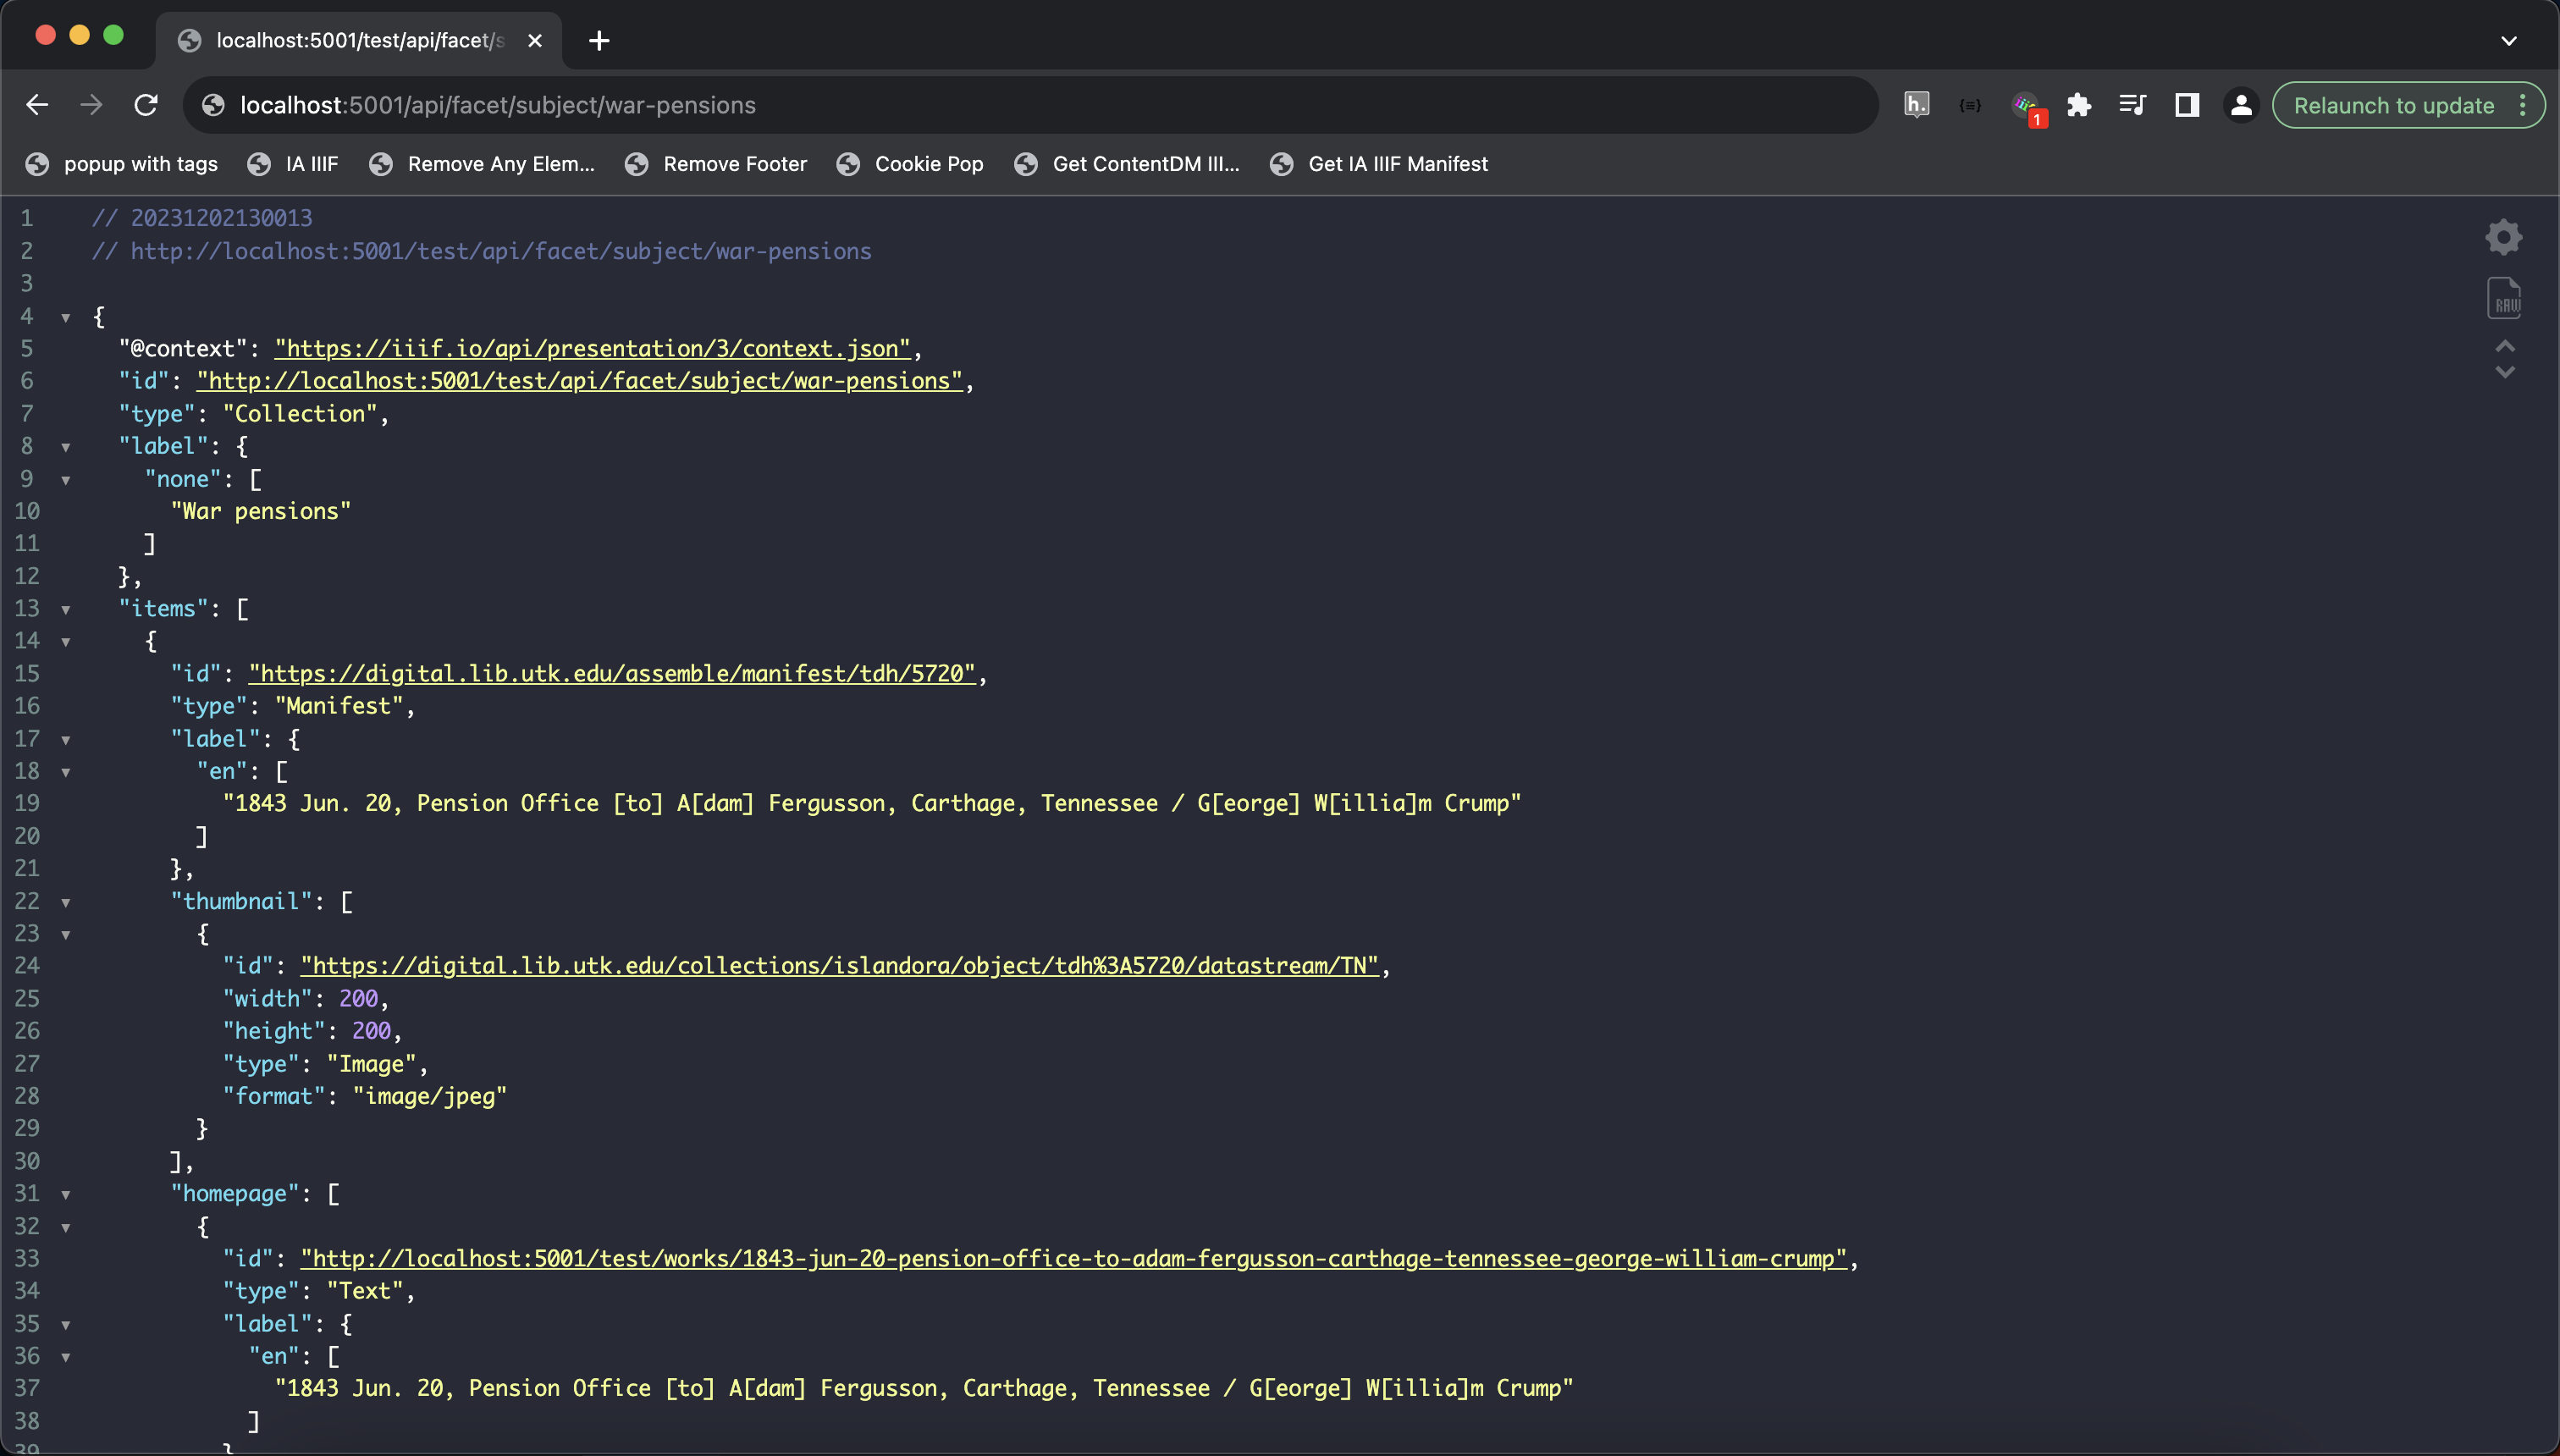 localhost:5001/test/api/facet/s
localhost:5001/api/facet/subject/war-pensions
h.
1
Relaunch to update
popup with tags
IA IIIF
Remove Any Elem...
Remove Footer
Cookie Pop
Get ContentDM III...
Get IA IIIF Manifest
1 // 20231202130013
2 // http://localhost:5001/test/api/facet/subject/war-pensions
3
4 {
5 "@context": "https://iiif.io/api/presentation/3/context.json",
6 "id": "http://localhost:5001/test/api/facet/subject/war-pensions",
7 "type": "Collection",
8 "label": {
9 "none": [
10 "War pensions"
11 ]
12 },
13 "items": [
14 {
15 "id": "https://digital.lib.utk.edu/assemble/manifest/tdh/5720",
16 "type": "Manifest",
17 "label": {
18 "en": [
19 "1843 Jun. 20, Pension Office [to] A[dam] Fergusson, Carthage, Tennessee / G[eorge] W[illia]m Crump"
20 ]
21 },
22 "thumbnail": [
23 {
24 "id": "https://digital.lib.utk.edu/collections/islandora/object/tdh%3A5720/datastream/TN",
25 "width": 200,
26 "height": 200,
27 "type": "Image",
28 "format": "image/jpeg"
29 }
30 ],
31 "homepage": [
32 {
33 "id": "http://localhost:5001/test/works/1843-jun-20-pension-office-to-adam-fergusson-carthage-tennessee-george-william-crump",
34 "type": "Text",
35 "label": {
36 "en": [
37 "1843 Jun. 20, Pension Office [to] A[dam] Fergusson, Carthage, Tennessee / G[eorge] W[illia]m Crump"
38 ]
39 }
RAW